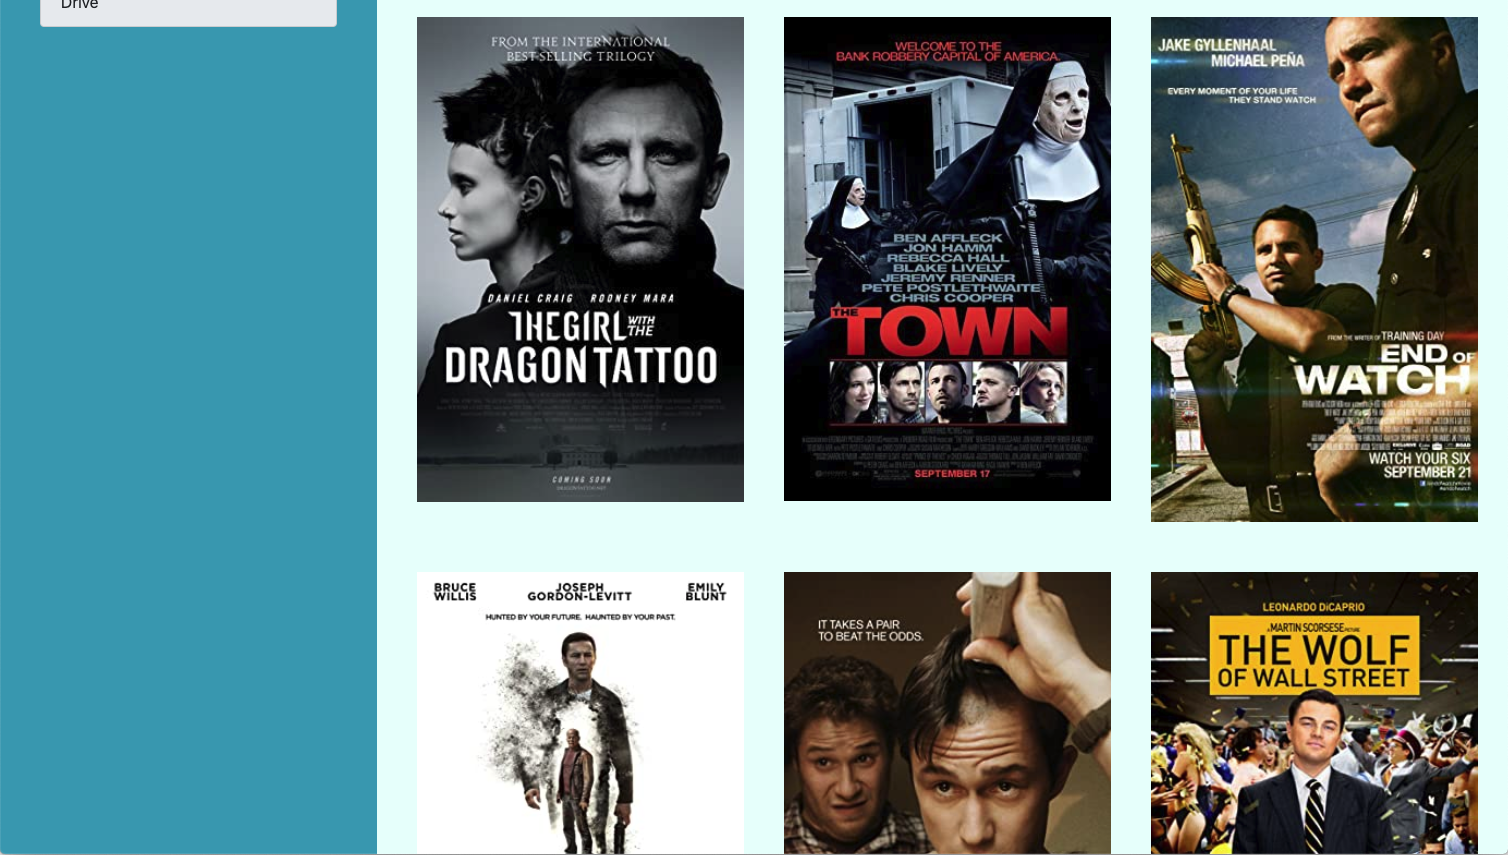 Drive
FROM THE INTERNATIONAL
BEST-SELLING TRILOGY
DANIEL CRAIG ROONEY MARA
THE GIRL WITH THE
DRAGON TATTOO
COMING SOON
WELCOME TO THE
BANK ROBBERY CAPITAL OF AMERICA.
BEN AFFLECK
JON HAMM
REBECCA HALL
BLAKE LIVELY
JEREMY RENNER
PETE POSTLETHWAITE
CHRIS COOPER
THE
TOWN
SEPTEMBER 17
JAKE GYLLENHAAL
MICHAEL PEÑA
EVERY MOMENT OF YOUR LIFE
THEY STAND WATCH
FROM THE WRITER OF TRAINING DAY
END OF
WATCH
WATCH YOUR SIX
SEPTEMBER 21
BRUCE WILLIS
JOSEPH GORDON-LEVITT
EMILY BLUNT
HUNTED BY YOUR FUTURE. HAUNTED BY YOUR PAST.
IT TAKES A PAIR
TO BEAT THE ODDS.
LEONARDO DiCAPRIO
A MARTIN SCORSESE PICTURE
THE WOLF
OF WALL STREET